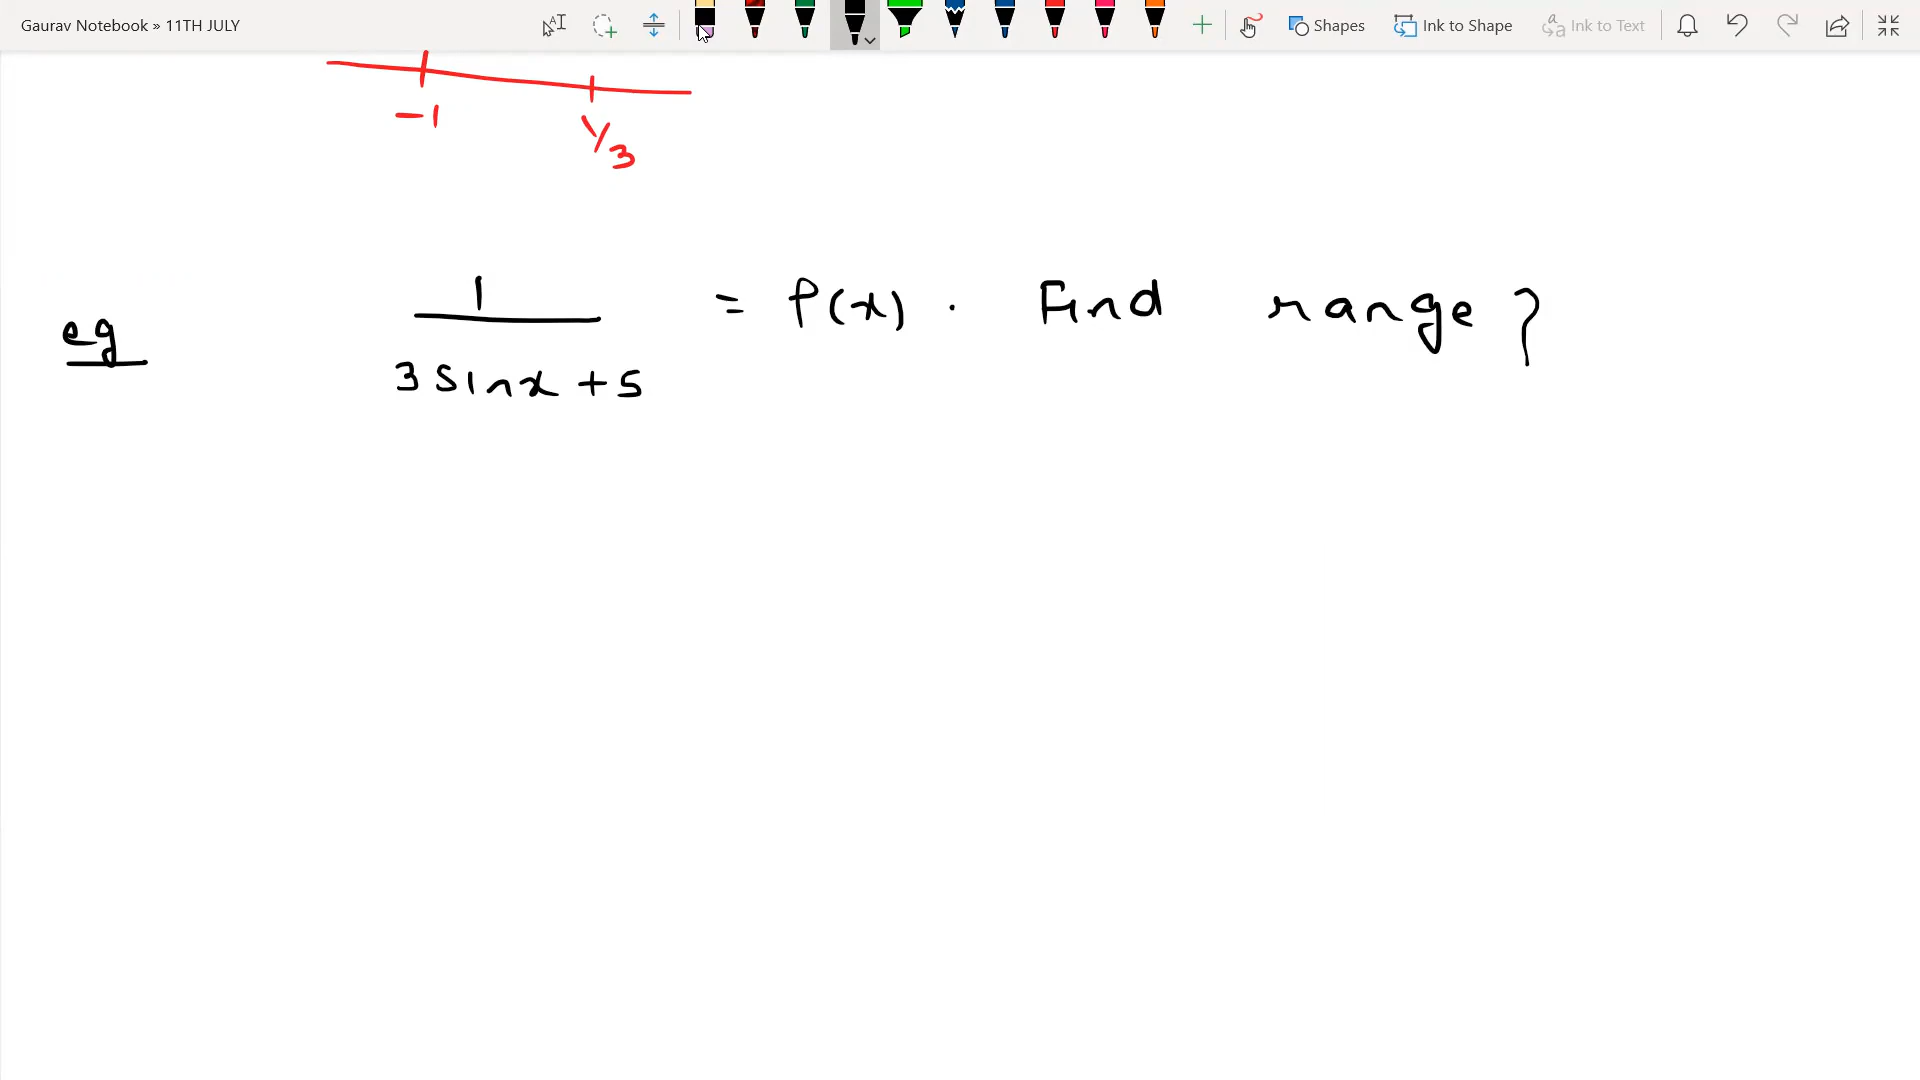 Gaurav Notebook » 11TH JULY
Shapes
Ink to Shape
Ink to Text
-1
1/3
eg
1
3 sinx + 5
= f(x) . Find range ?